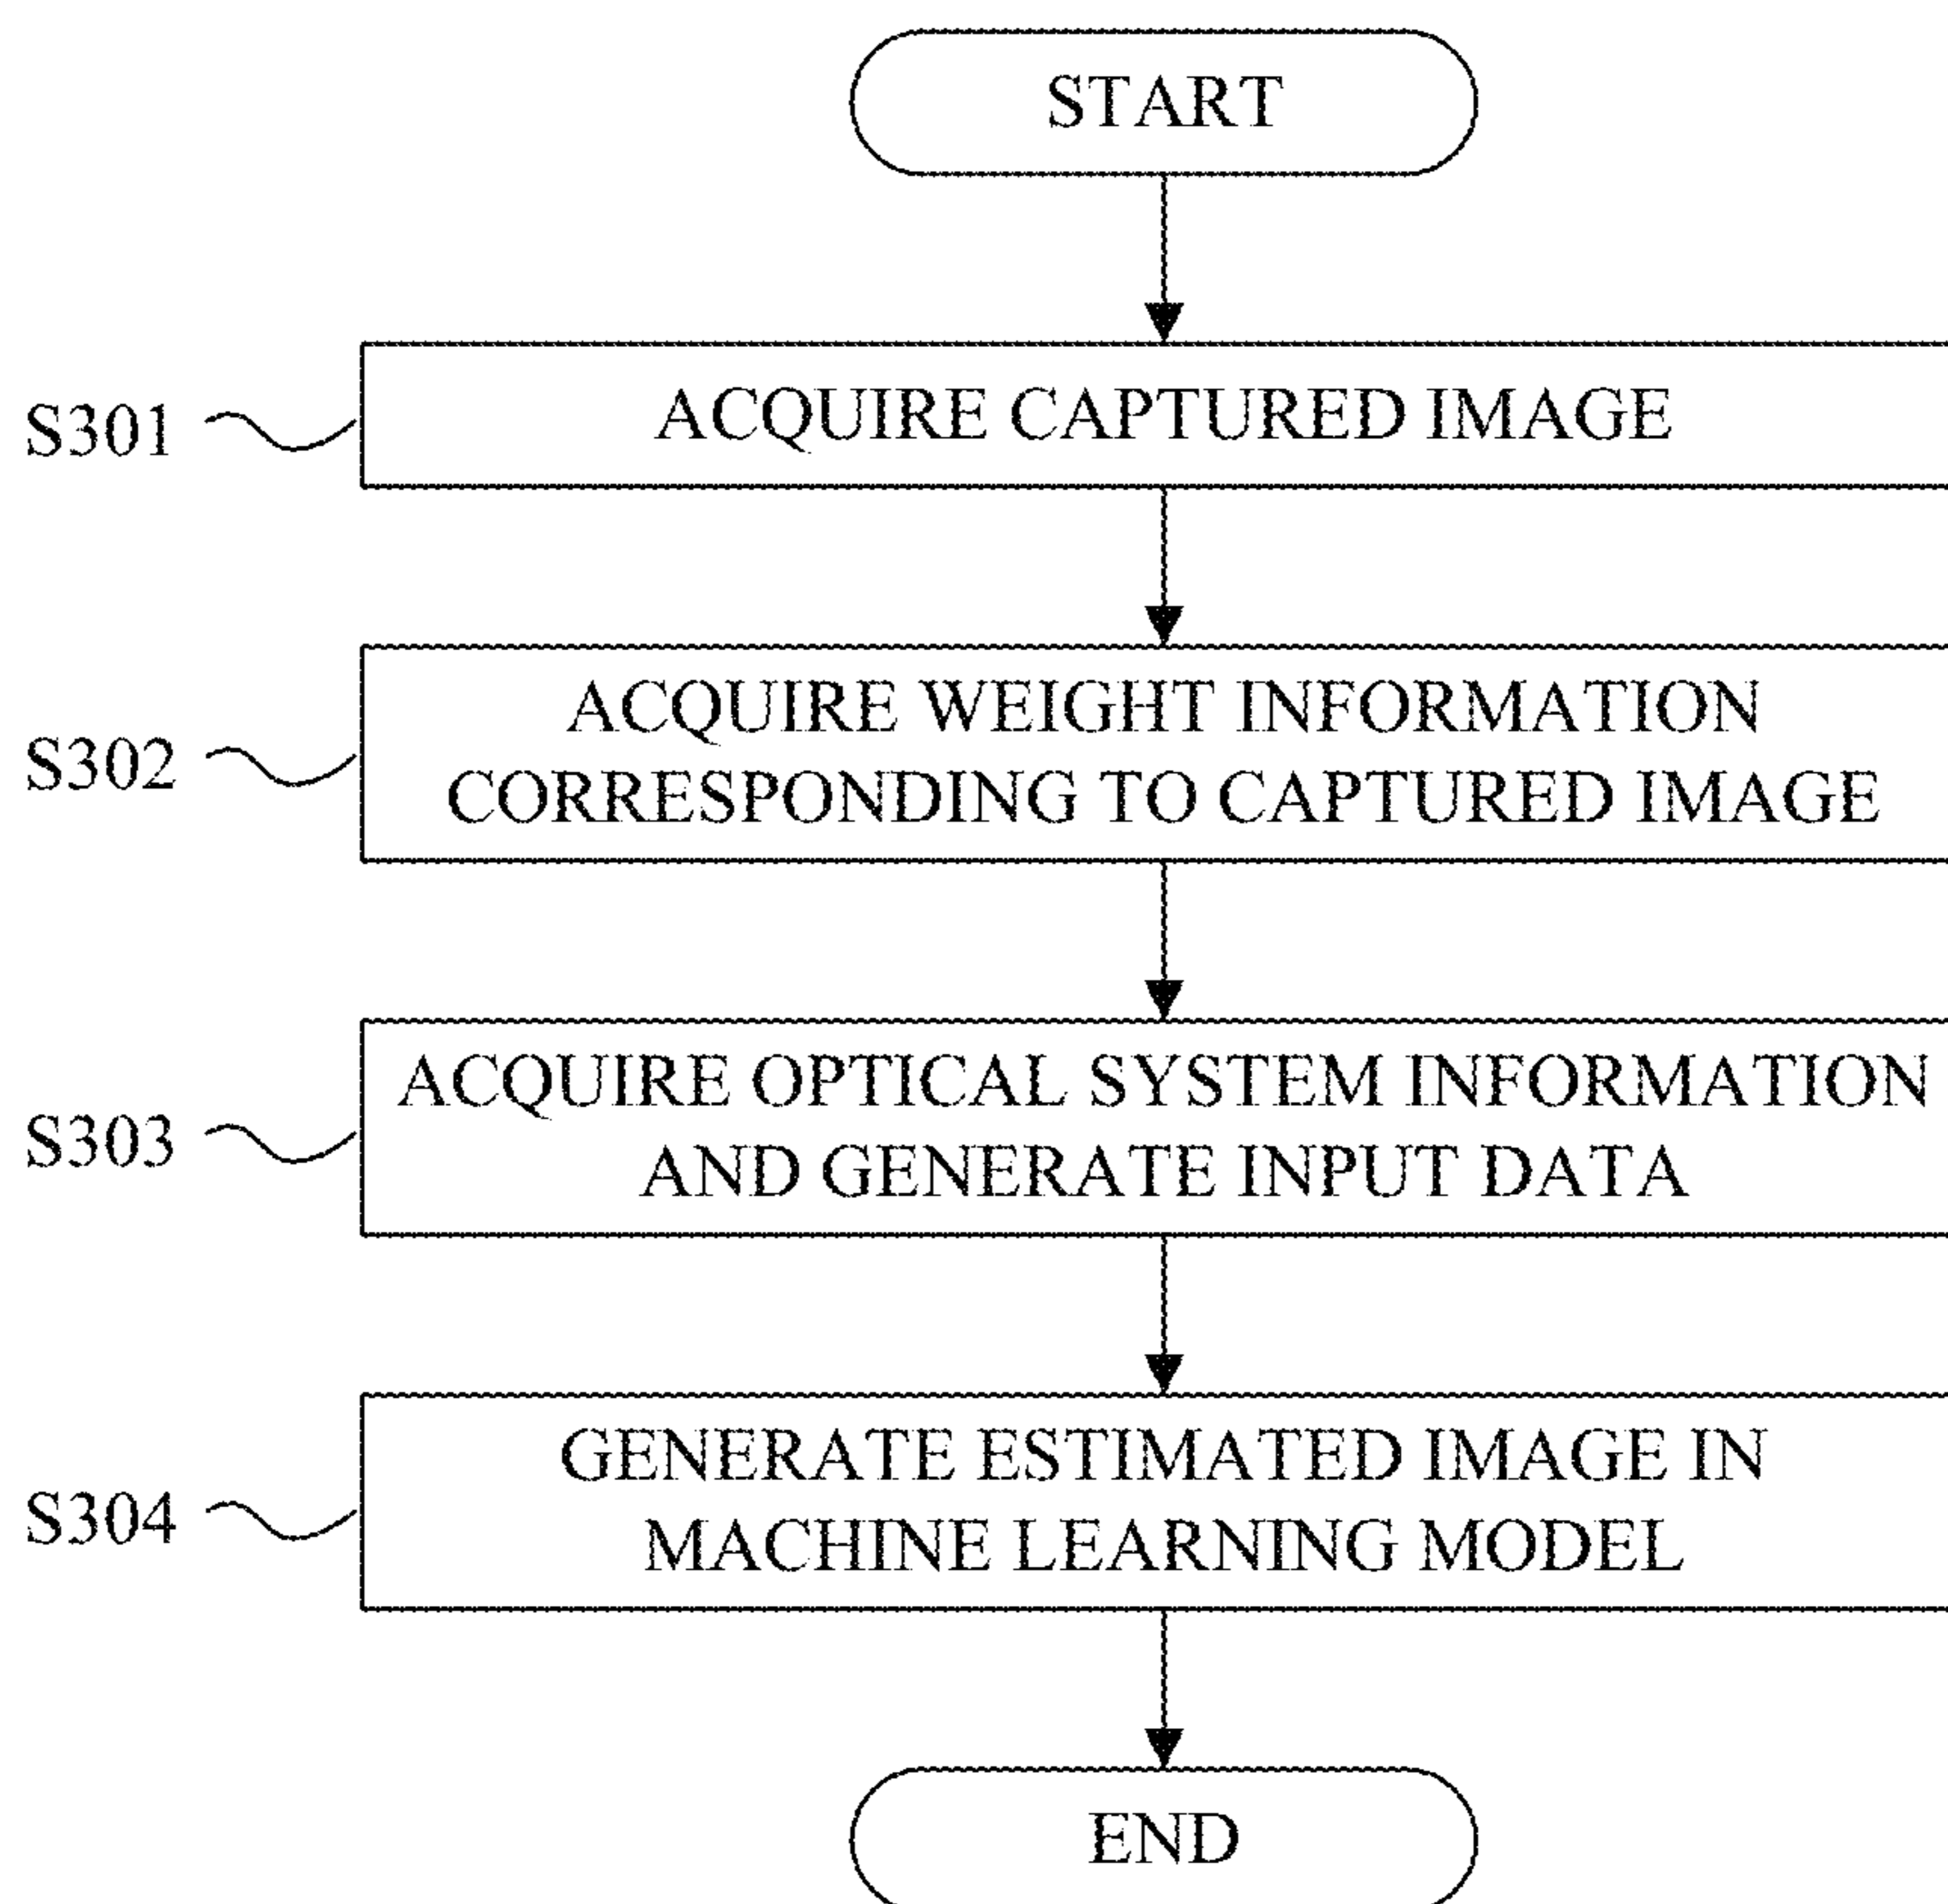 START
S301
ACQUIRE CAPTURED IMAGE
S302
ACQUIRE WEIGHT INFORMATION
CORRESPONDING TO CAPTURED IMAGE
S303
ACQUIRE OPTICAL SYSTEM INFORMATION
AND GENERATE INPUT DATA
S304
GENERATE ESTIMATED IMAGE IN
MACHINE LEARNING MODEL
END